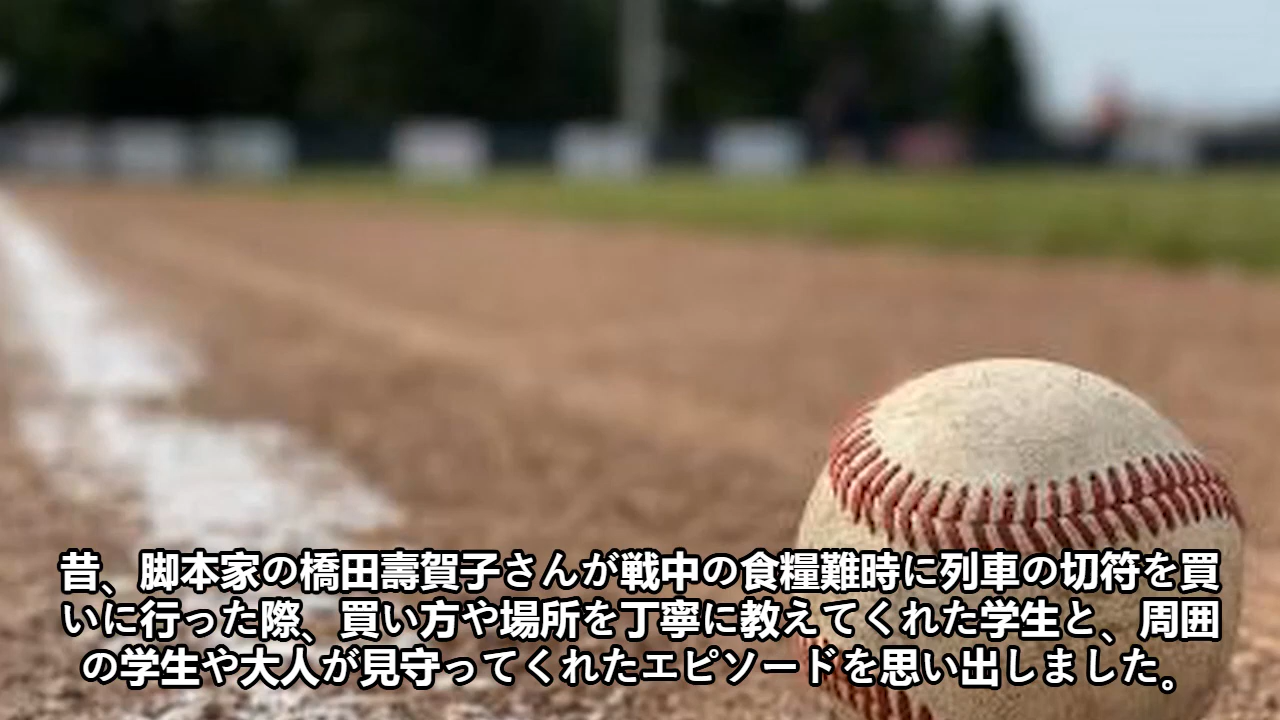 昔、脚本家の橋田壽賀子さんが戦中の食糧難時に列車の切符を買
いに行った際、買い方や場所を丁寧に教えてくれた学生と、周囲
の学生や大人が見守ってくれたエピソードを思い出しました。